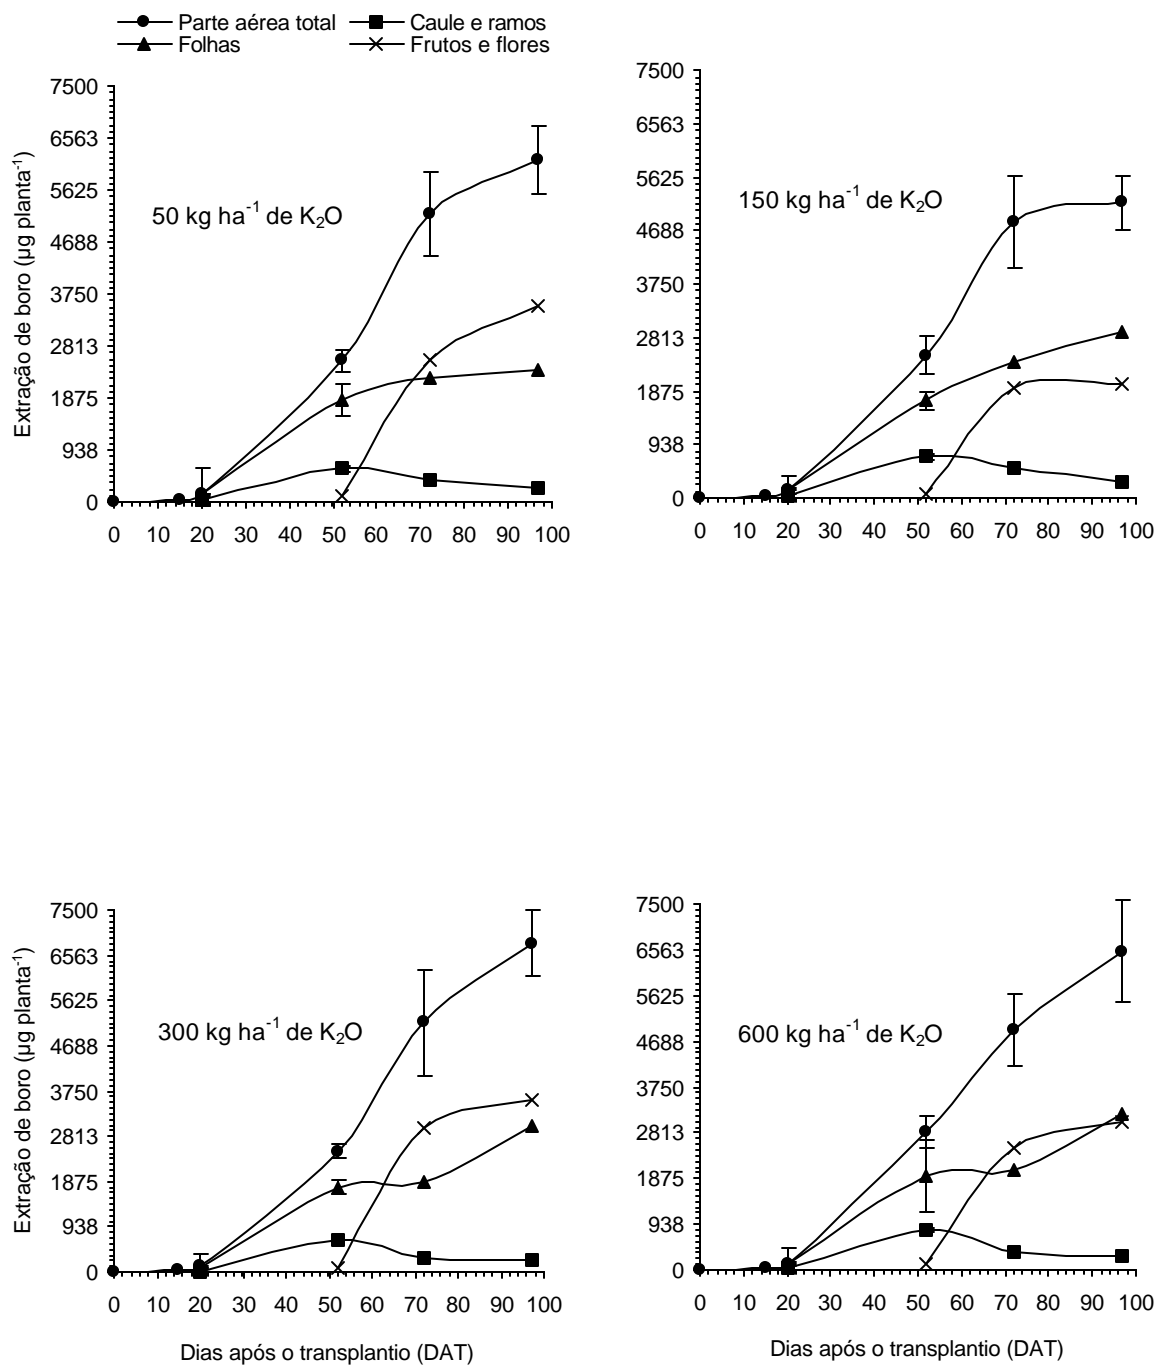 Parte aérea total Caule e ramos
Folhas Frutos e flores
7500
6563
5625
4688
3750
2813
1875
938
0
Extração de boro (µg planta⁻¹)
50 kg ha⁻¹ de K₂O
0 10 20 30 40 50 60 70 80 90 100
7500
6563
5625
4688
3750
2813
1875
938
0
150 kg ha⁻¹ de K₂O
0 10 20 30 40 50 60 70 80 90 100
7500
6563
5625
4688
3750
2813
1875
938
0
Extração de boro (µg planta⁻¹)
300 kg ha⁻¹ de K₂O
0 10 20 30 40 50 60 70 80 90 100
Dias após o transplantio (DAT)
7500
6563
5625
4688
3750
2813
1875
938
0
600 kg ha⁻¹ de K₂O
0 10 20 30 40 50 60 70 80 90 100
Dias após o transplantio (DAT)